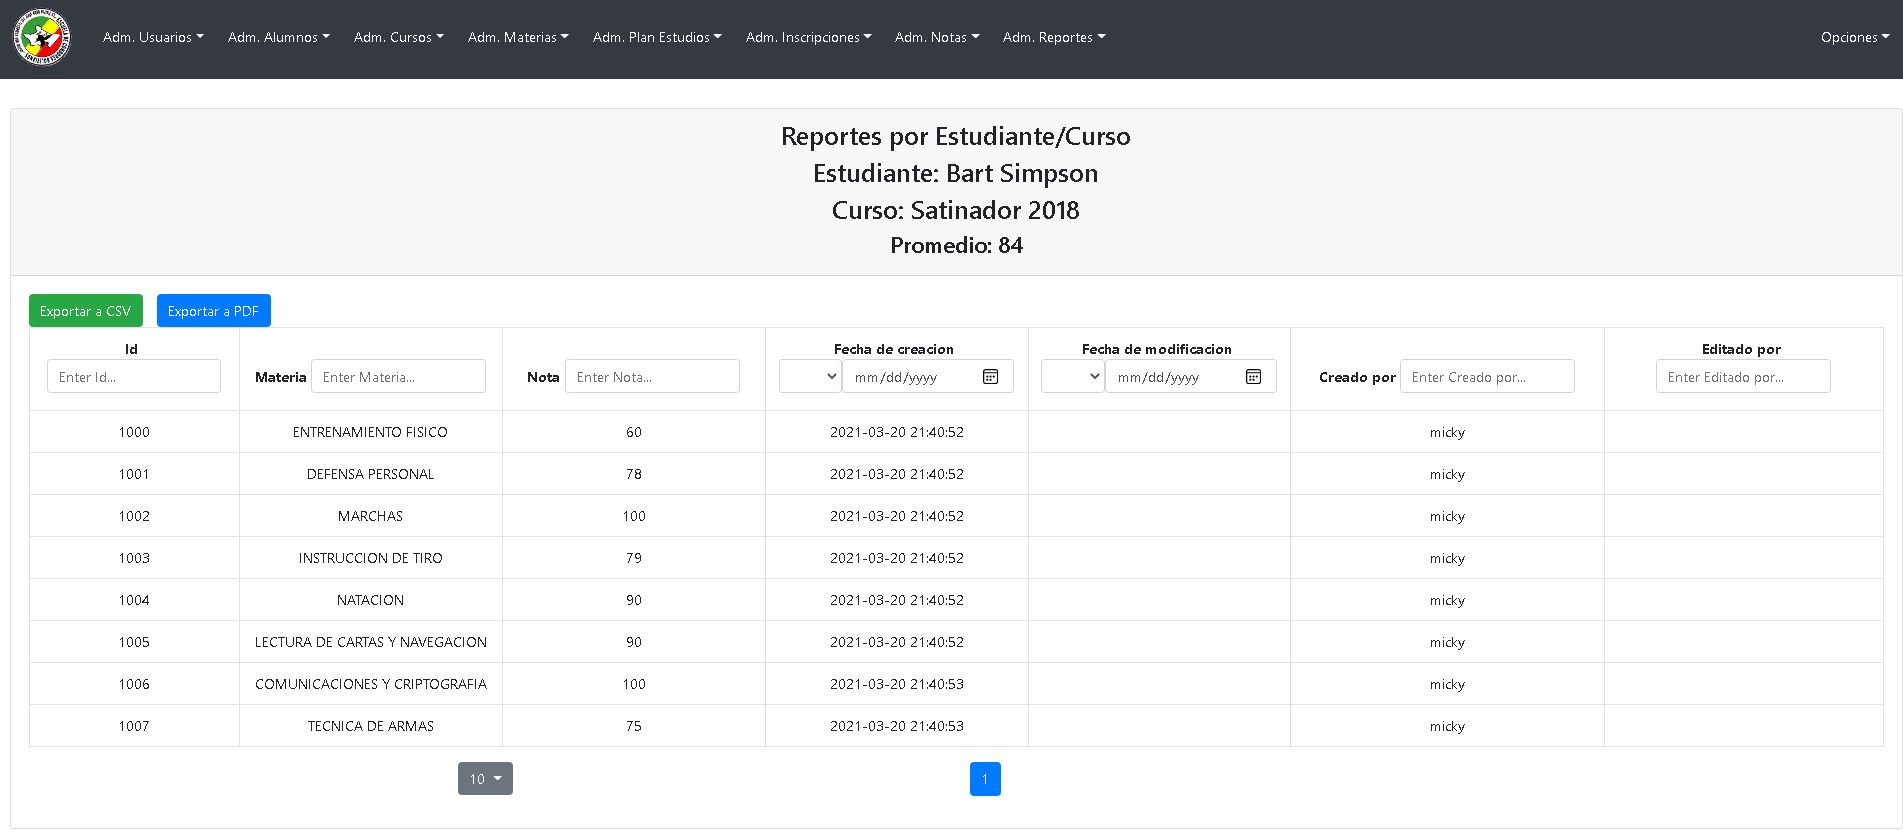 Adm. Usuarios Adm. Alumnos Adm. Cursos Adm. Materias Adm. Plan Estudios Adm. Inscripciones Adm. Notas Adm. Reportes Opciones
Reportes por Estudiante/Curso
Estudiante: Bart Simpson
Curso: Satinador 2018
Promedio: 84
Exportar a CSV Exportar a PDF
Id Fecha de creacion Fecha de modificacion Editado por
Enter Id... Materia Enter Materia... Nota Enter Nota... mm/dd/yyyy mm/dd/yyyy Creado por Enter Creado por... Enter Editado por...
1000 ENTRENAMIENTO FISICO 60 2021-03-20 21:40:52 micky
1001 DEFENSA PERSONAL 78 2021-03-20 21:40:52 micky
1002 MARCHAS 100 2021-03-20 21:40:52 micky
1003 INSTRUCCION DE TIRO 79 2021-03-20 21:40:52 micky
1004 NATACION 90 2021-03-20 21:40:52 micky
1005 LECTURA DE CARTAS Y NAVEGACION 90 2021-03-20 21:40:52 micky
1006 COMUNICACIONES Y CRIPTOGRAFIA 100 2021-03-20 21:40:53 micky
1007 TECNICA DE ARMAS 75 2021-03-20 21:40:53 micky
10 1